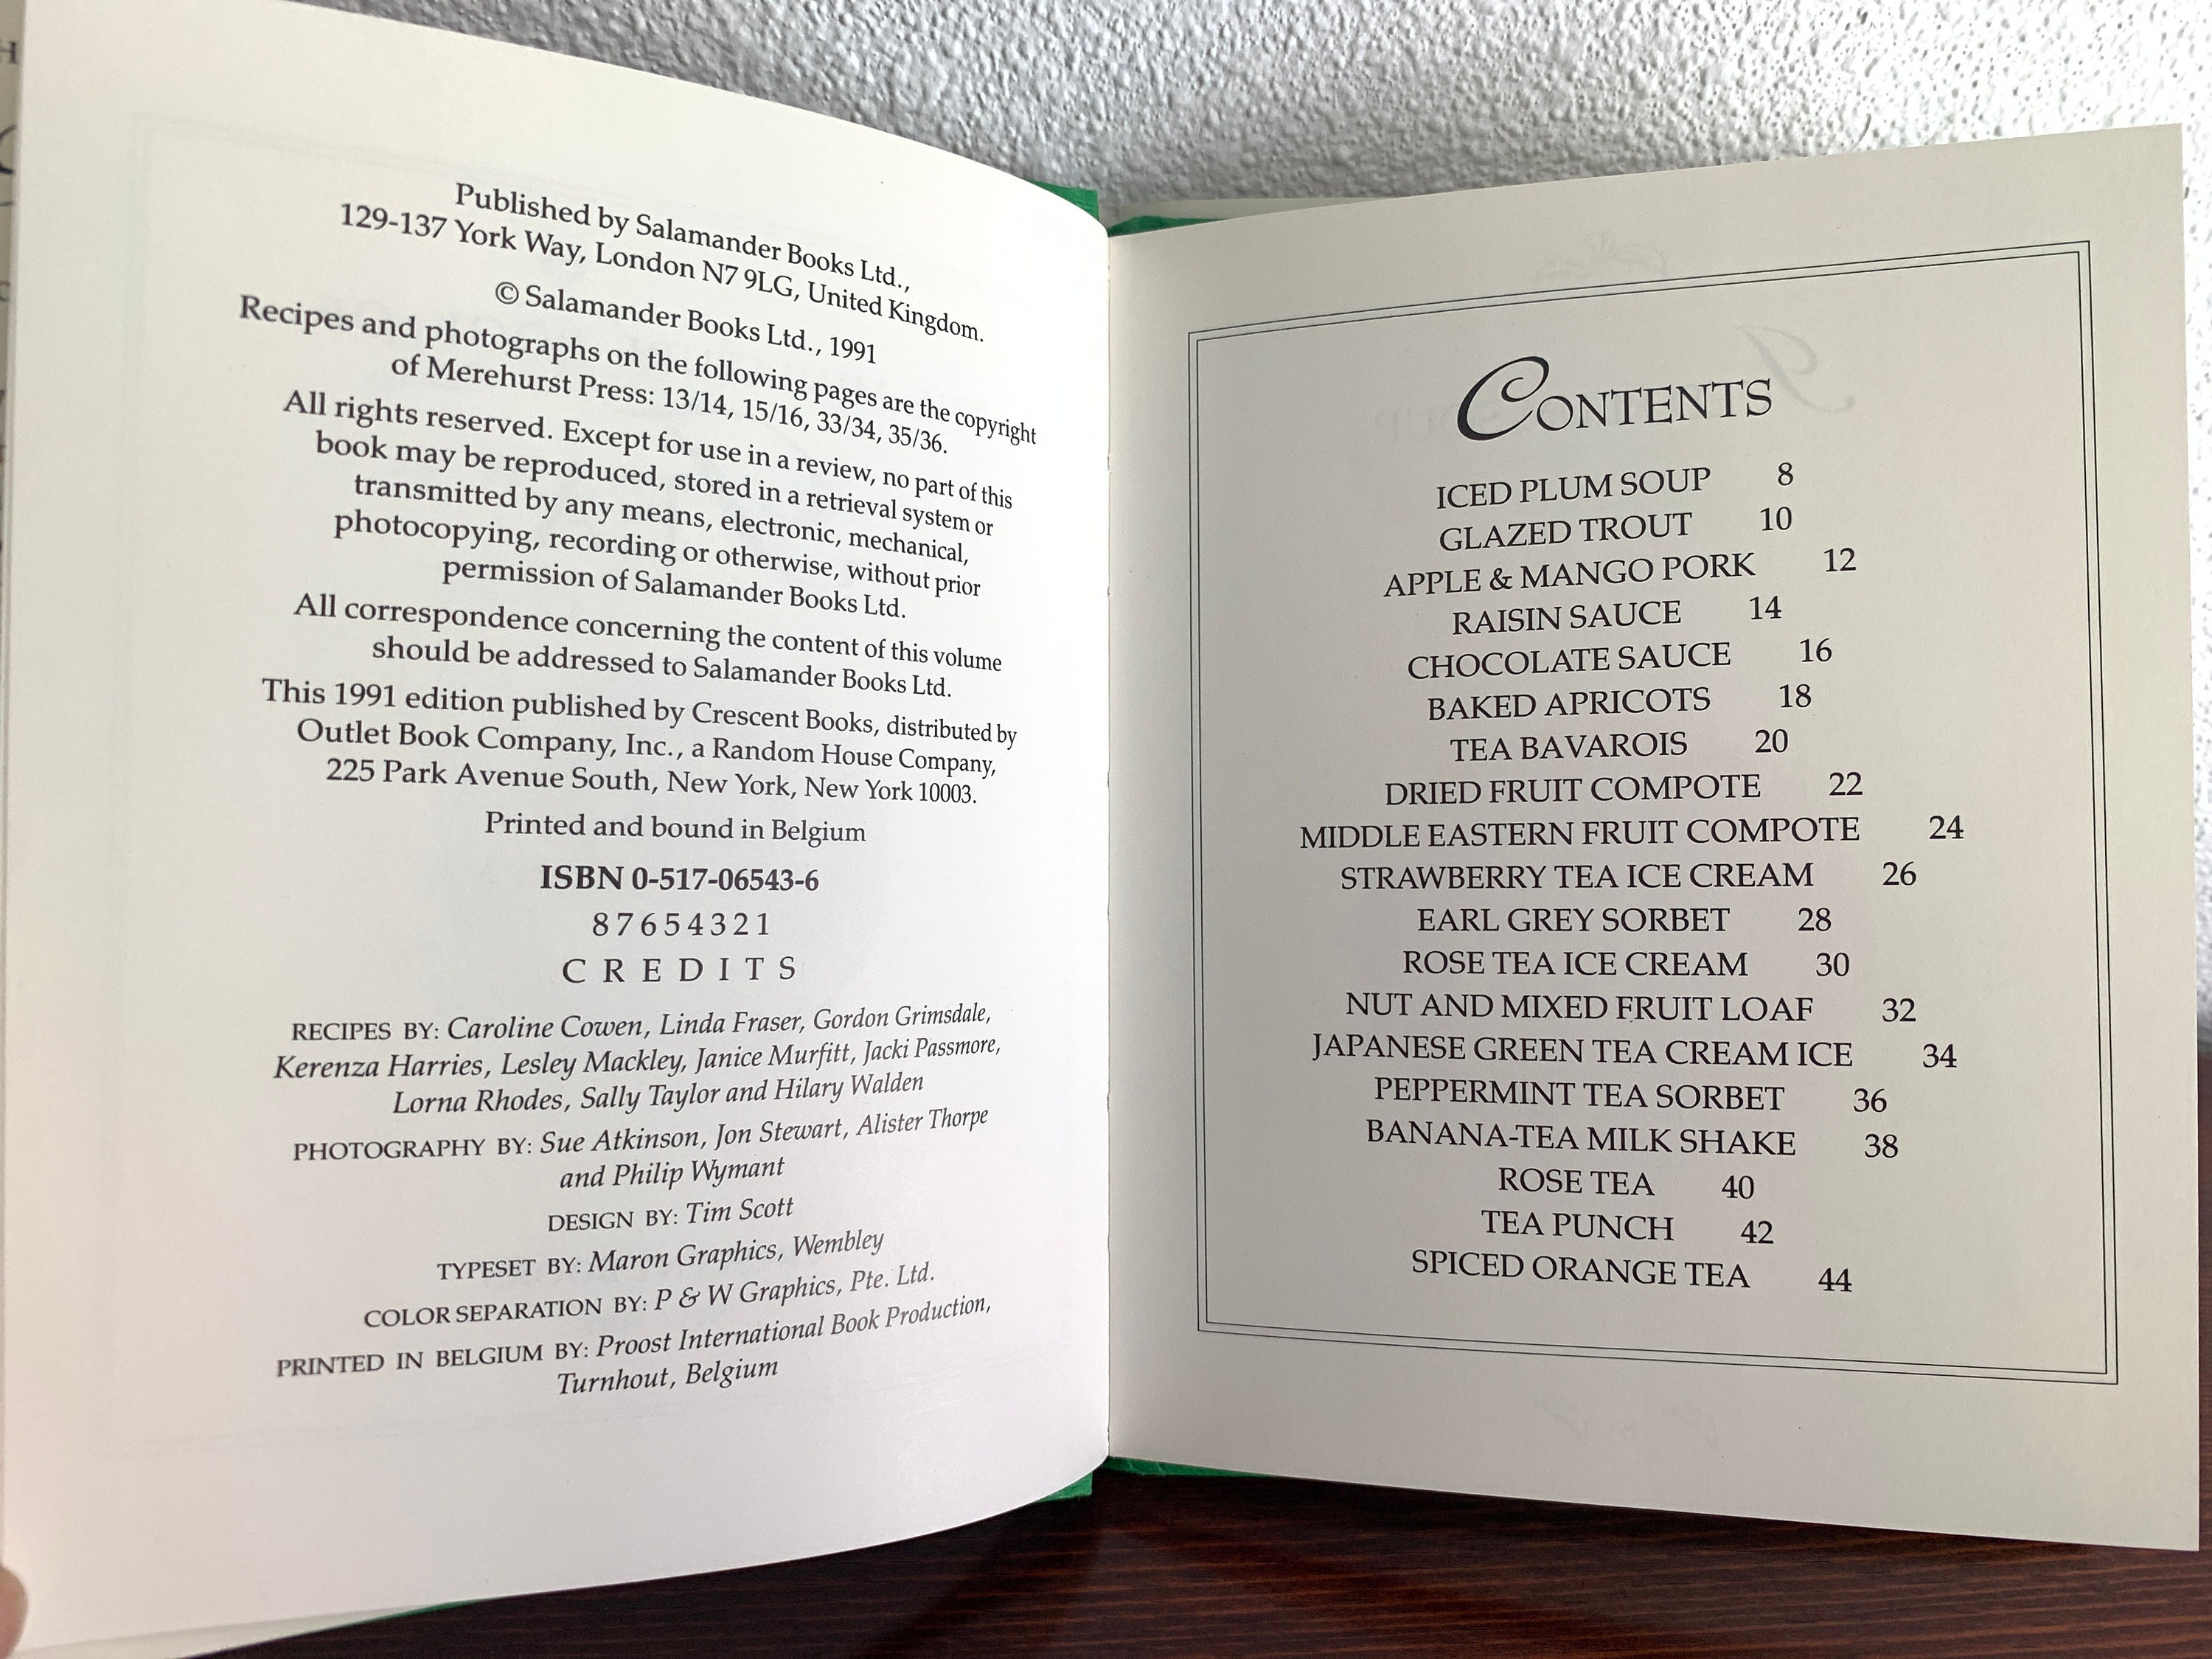 Published by Salamander Books Ltd.,
129-137 York Way, London N7 9LG, United Kingdom.
© Salamander Books Ltd., 1991
Recipes and photographs on the following pages are the copyright
of Merehurst Press: 13/14, 15/16, 33/34, 35/36.
All rights reserved. Except for use in a review, no part of this
book may be reproduced, stored in a retrieval system or
transmitted by any means, electronic, mechanical,
photocopying, recording or otherwise, without prior
permission of Salamander Books Ltd.
All correspondence concerning the content of this volume
should be addressed to Salamander Books Ltd.
This 1991 edition published by Crescent Books, distributed by
Outlet Book Company, Inc., a Random House Company,
225 Park Avenue South, New York, New York 10003.
Printed and bound in Belgium
ISBN 0-517-06543-6
8 7 6 5 4 3 2 1
C R E D I T S
RECIPES BY: Caroline Cowen, Linda Fraser, Gordon Grimsdale,
Kerenza Harries, Lesley Mackley, Janice Murfitt, Jacki Passmore,
Lorna Rhodes, Sally Taylor and Hilary Walden
PHOTOGRAPHY BY: Sue Atkinson, Jon Stewart, Alister Thorpe
and Philip Wymant
DESIGN BY: Tim Scott
TYPESET BY: Maron Graphics, Wembley
COLOR SEPARATION BY: P & W Graphics, Pte. Ltd.
PRINTED IN BELGIUM BY: Proost International Book Production,
Turnhout, Belgium
CONTENTS
ICED PLUM SOUP 8
GLAZED TROUT 10
APPLE & MANGO PORK 12
RAISIN SAUCE 14
CHOCOLATE SAUCE 16
BAKED APRICOTS 18
TEA BAVAROIS 20
DRIED FRUIT COMPOTE 22
MIDDLE EASTERN FRUIT COMPOTE 24
STRAWBERRY TEA ICE CREAM 26
EARL GREY SORBET 28
ROSE TEA ICE CREAM 30
NUT AND MIXED FRUIT LOAF 32
JAPANESE GREEN TEA CREAM ICE 34
PEPPERMINT TEA SORBET 36
BANANA-TEA MILK SHAKE 38
ROSE TEA 40
TEA PUNCH 42
SPICED ORANGE TEA 44